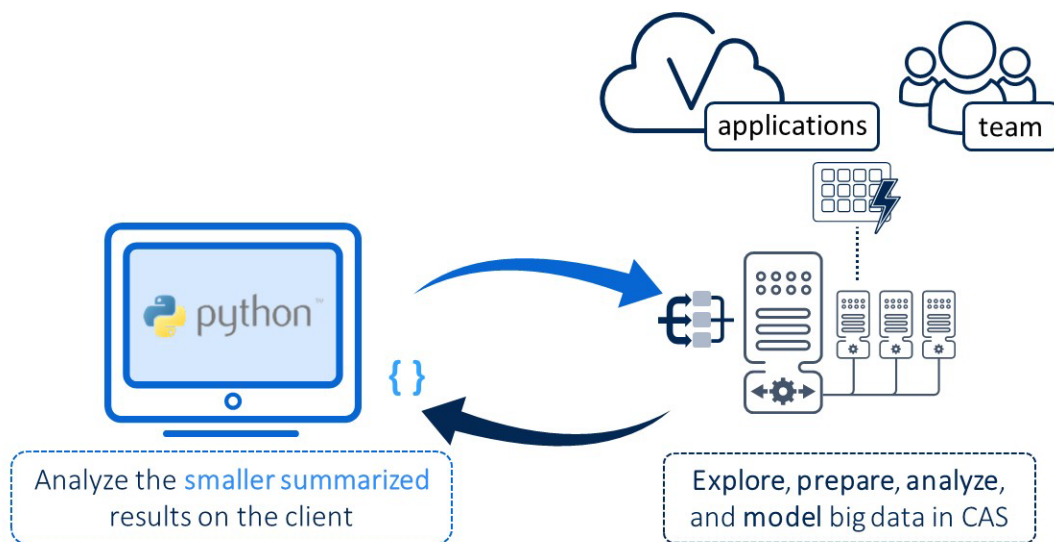 applications
team
python™
{ }
Analyze the smaller summarized
results on the client
Explore, prepare, analyze,
and model big data in CAS